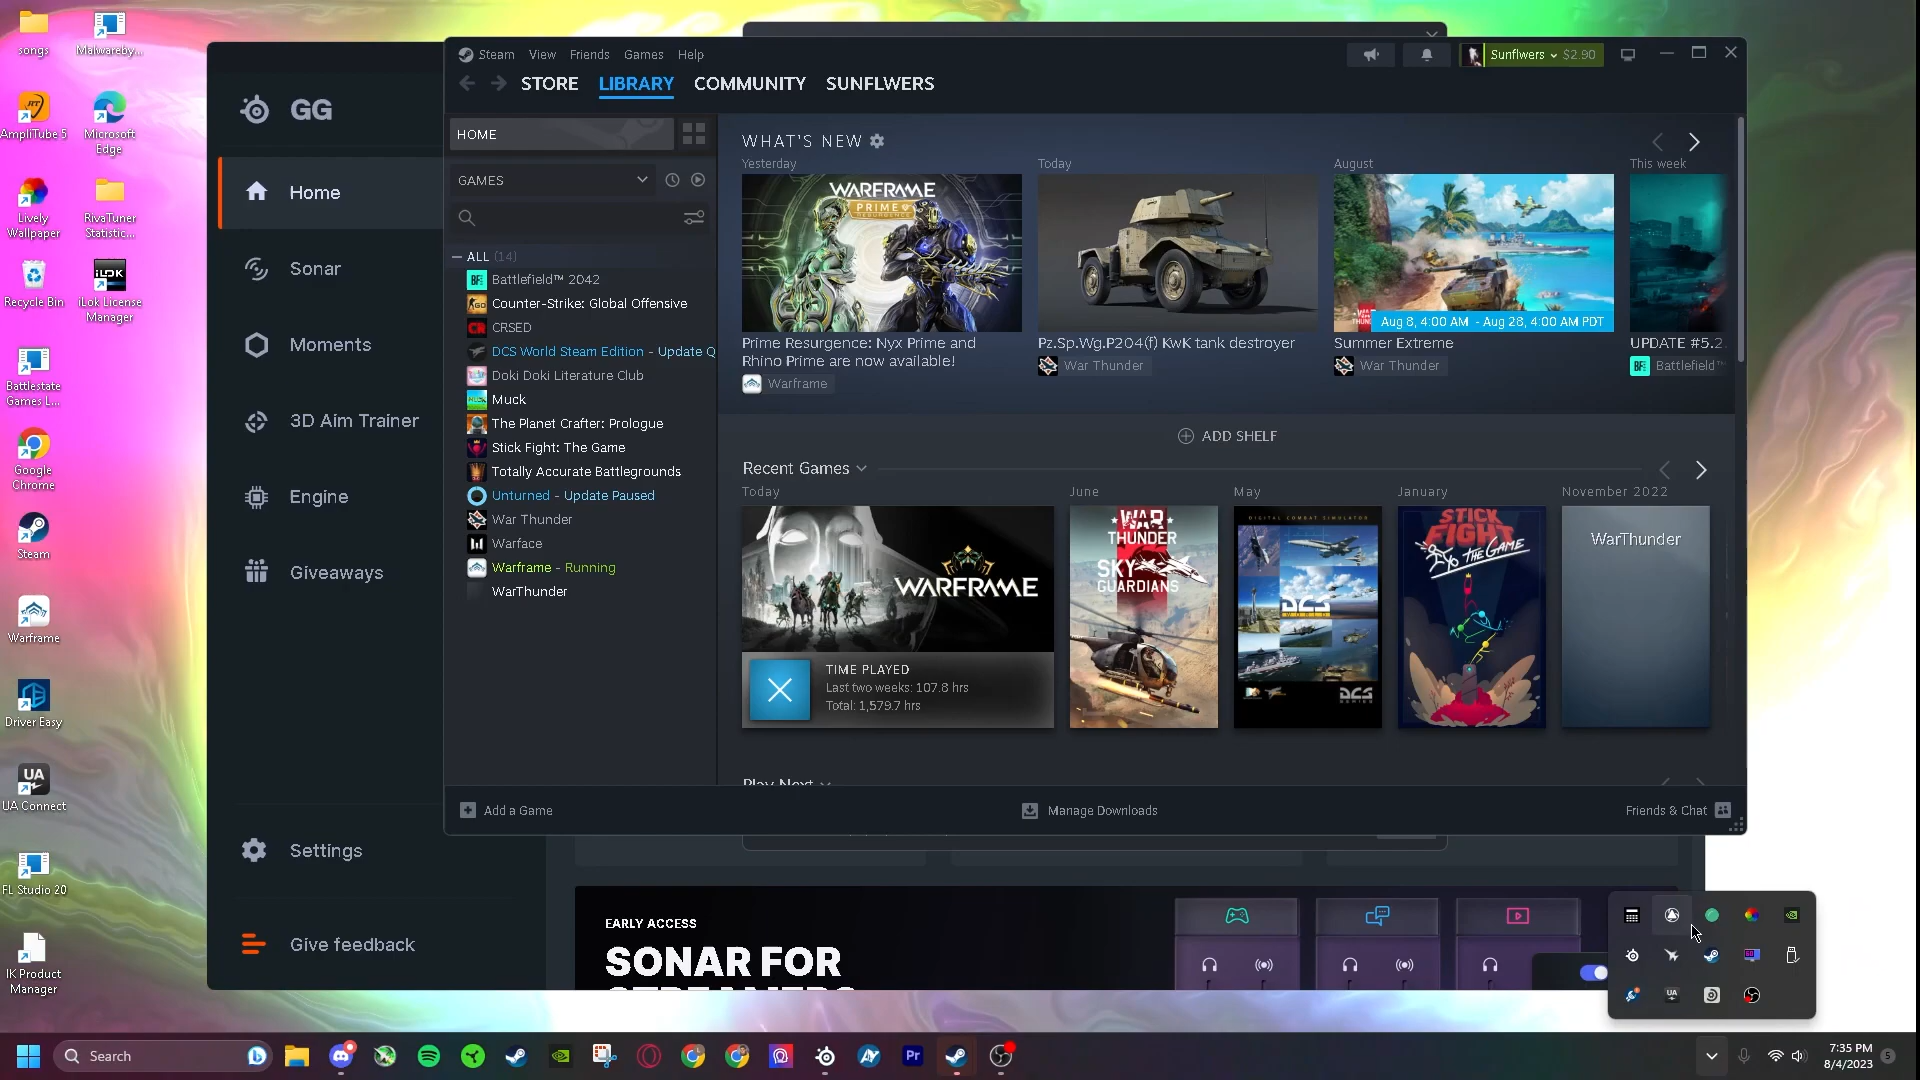 songs
Malwareby...
AmpliTube 5
Microsoft
Edge
Lively
Wallpaper
RivaTuner
Statistic...
Recycle Bin
iLOK
iLok License
Manager
Battlestate
Games L...
Google
Chrome
Steam
Warframe
Driver Easy
UA
UA Connect
FL Studio 20
IK Product
Manager
GG
Home
Sonar
Moments
3D Aim Trainer
Engine
Giveaways
Settings
Give feedback
Steam
View
Friends
Games
Help
Sunflwers
$2.90
STORE
LIBRARY
COMMUNITY
SUNFLWERS
HOME
GAMES
ALL (14)
Battlefield™ 2042
Counter-Strike: Global Offensive
CRSED
DCS World Steam Edition - Update Q
Doki Doki Literature Club
Muck
The Planet Crafter: Prologue
Stick Fight: The Game
Totally Accurate Battlegrounds
Unturned - Update Paused
War Thunder
Warface
Warframe - Running
WarThunder
WHAT'S NEW
Yesterday
Today
August
This week
WARFRAME
PRIME
RESURGENCE
Aug 8, 4:00 AM - Aug 28, 4:00 AM PDT
Prime Resurgence: Nyx Prime and
Rhino Prime are now available!
Warframe
Pz.Sp.Wg.P204(f) KwK tank destroyer
War Thunder
Summer Extreme
War Thunder
UPDATE #5.2.
Battlefield™
ADD SHELF
Recent Games
Today
June
May
January
November 2022
WARFRAME
WAR
THUNDER
SKY
GUARDIANS
DIGITAL COMBAT SIMULATOR
DCS
WORLD
STICK
FIGHT
THE GAME
WarThunder
TIME PLAYED
Last two weeks: 107.8 hrs
Total: 1,579.7 hrs
Play Next
Add a Game
Manage Downloads
Friends & Chat
EARLY ACCESS
SONAR FOR
STREAMERS
Search
Pr
7:35 PM
8/4/2023
5